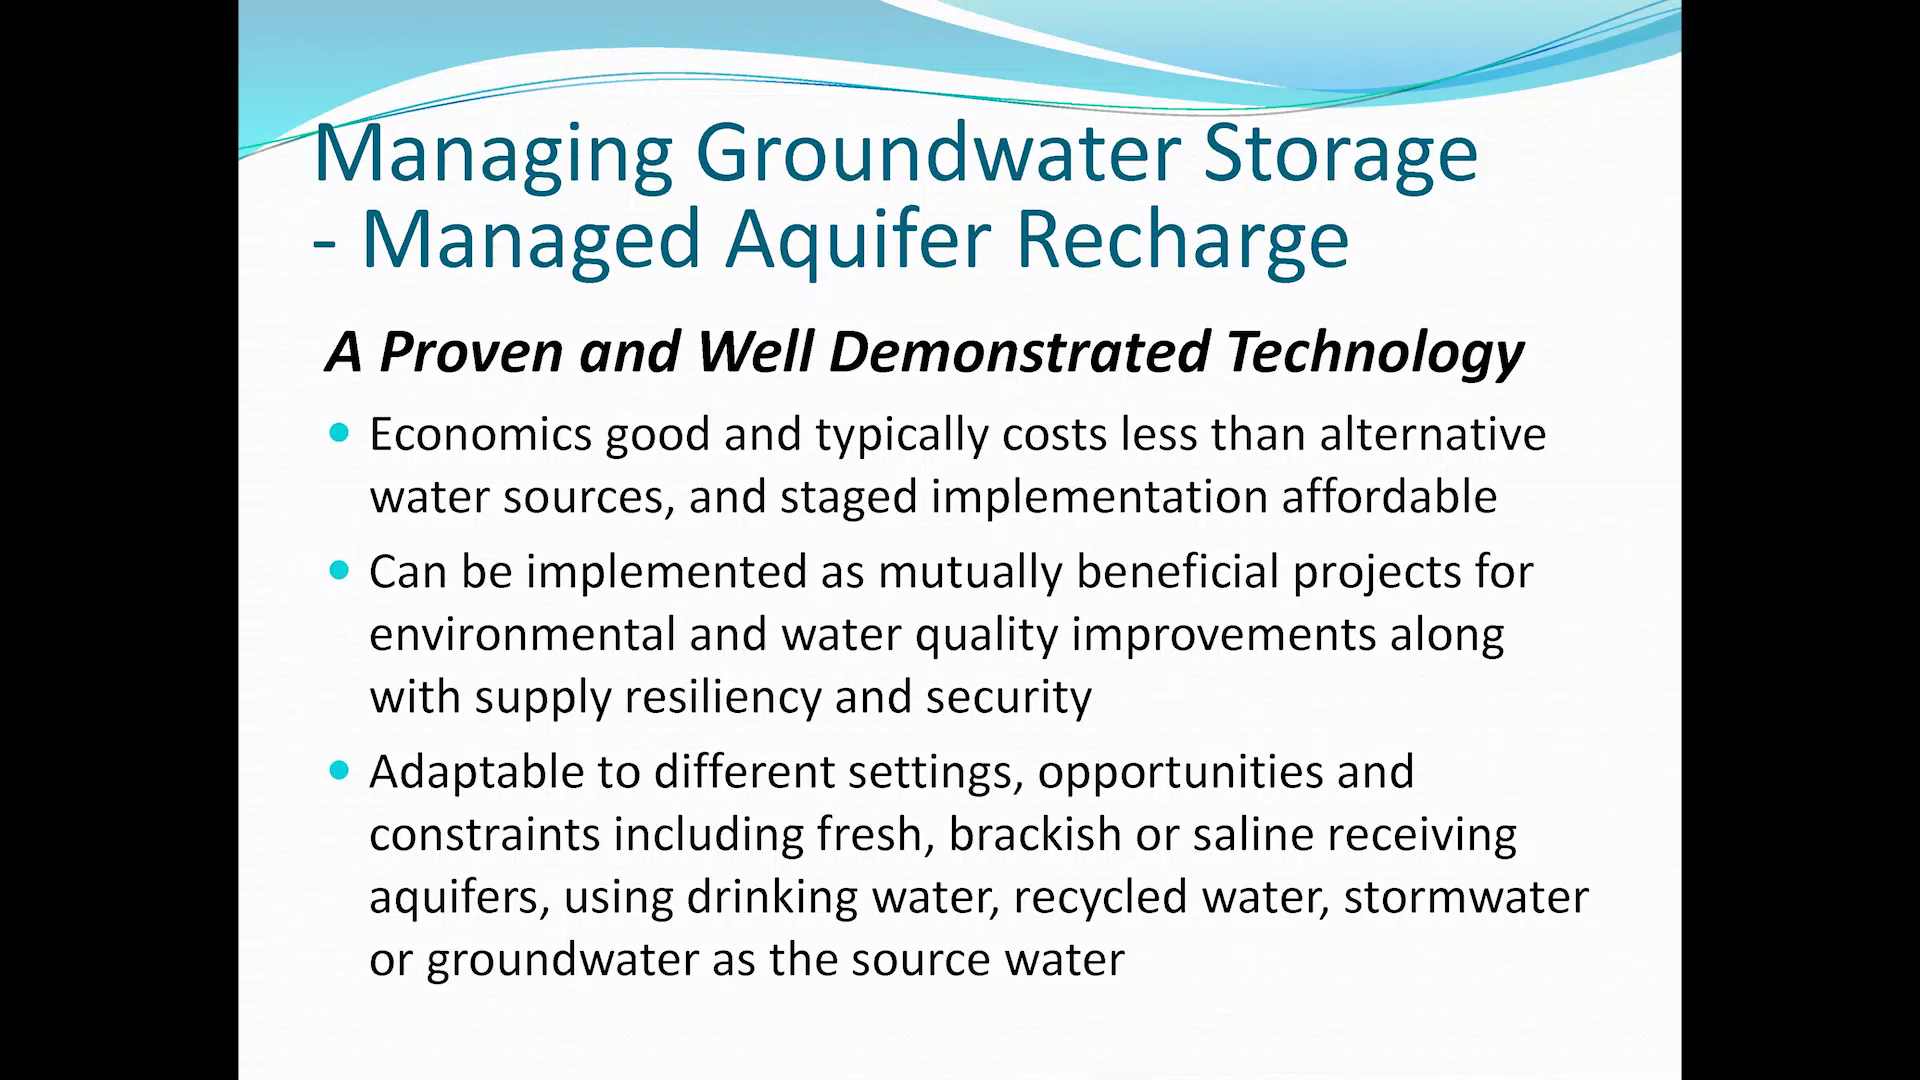 Managing Groundwater Storage
- Managed Aquifer Recharge
A Proven and Well Demonstrated Technology
• Economics good and typically costs less than alternative
water sources, and staged implementation affordable
• Can be implemented as mutually beneficial projects for
environmental and water quality improvements along
with supply resiliency and security
• Adaptable to different settings, opportunities and
constraints including fresh, brackish or saline receiving
aquifers, using drinking water, recycled water, stormwater
or groundwater as the source water